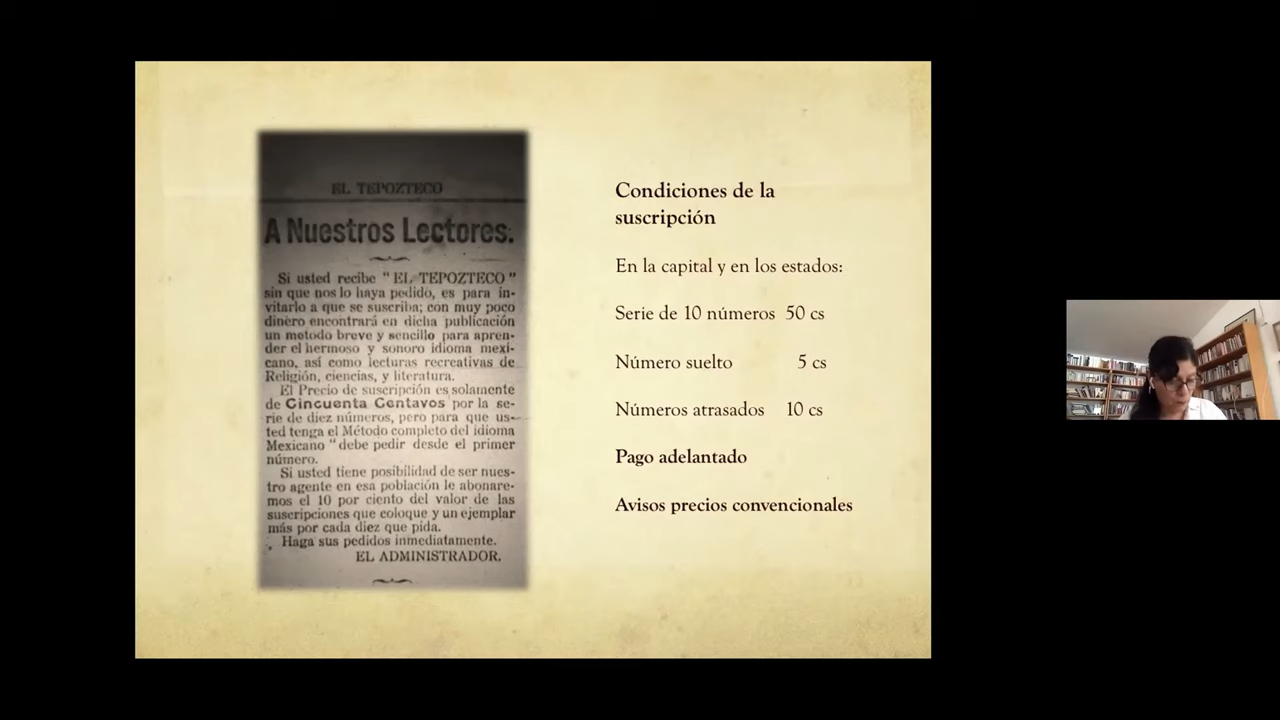 EL TEPOZTECO
A Nuestros Lectores.
Si usted recibe "EL TEPOZTECO"
sin que nos lo haya pedido, es para in-
vitarlo a que se suscriba; con muy poco
dinero encontrará en dicha publicación
un metodo breve y sencillo para apren-
der el hermoso y sonoro idioma mexi-
cano, así como lecturas recreativas de
Religión, ciencias, y literatura.
El Precio de suscripción es solamente
de Cincuenta Centavos por la se-
rie de diez números, pero para que us-
ted tenga el Método completo del idioma
Mexicano "debe pedir desde el primer
número.
Si usted tiene posibilidad de ser nues-
tro agente en esa población le abonare-
mos el 10 por ciento del valor de las
suscripciones que coloque y un ejemplar
más por cada diez que pida.
Haga sus pedidos inmediatamente.
EL ADMINISTRADOR.
Condiciones de la
suscripción
En la capital y en los estados:
Serie de 10 números 50 cs
Número suelto 5 cs
Números atrasados 10 cs
Pago adelantado
Avisos precios convencionales